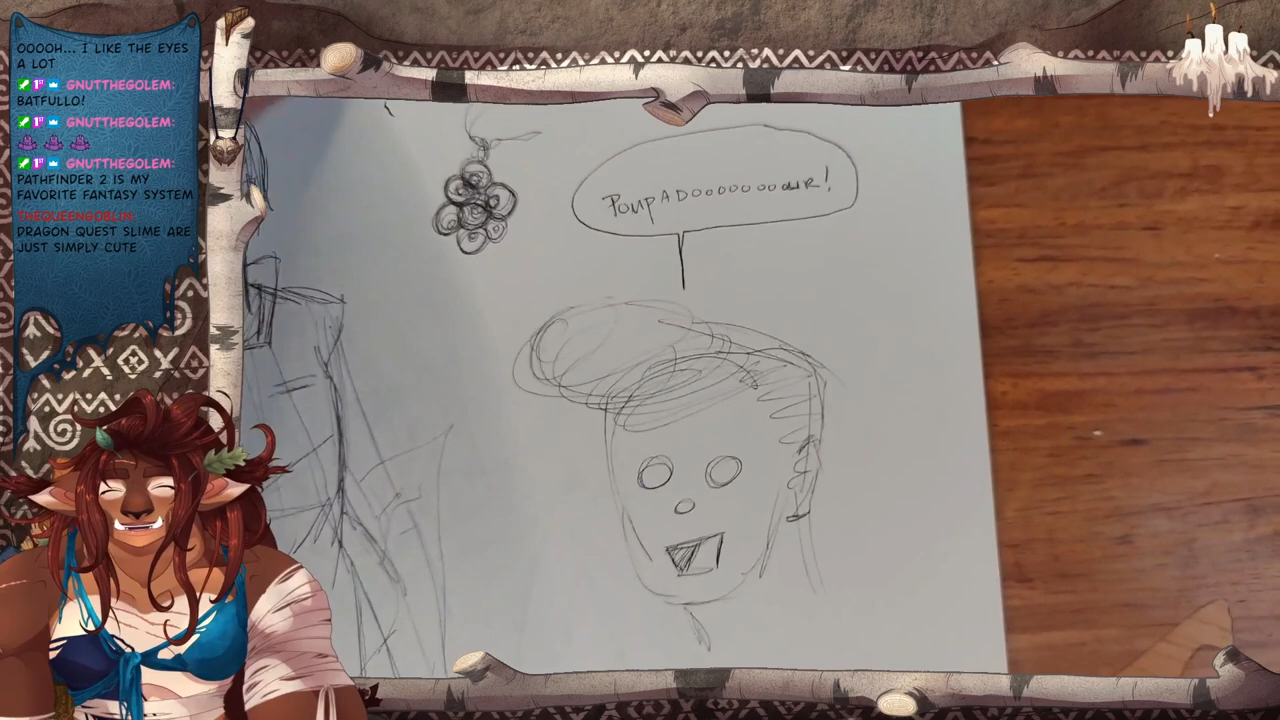 OOOOH... I LIKE THE EYES
A LOT
GNUTTHEGOLEM:
BATFULLO!
GNUTTHEGOLEM:
GNUTTHEGOLEM:
PATHFINDER 2 IS MY
FAVORITE FANTASY SYSTEM
THEQUEENGOBLIN:
DRAGON QUEST SLIME ARE
JUST SIMPLY CUTE
POMPADOOOOOOOOUR!